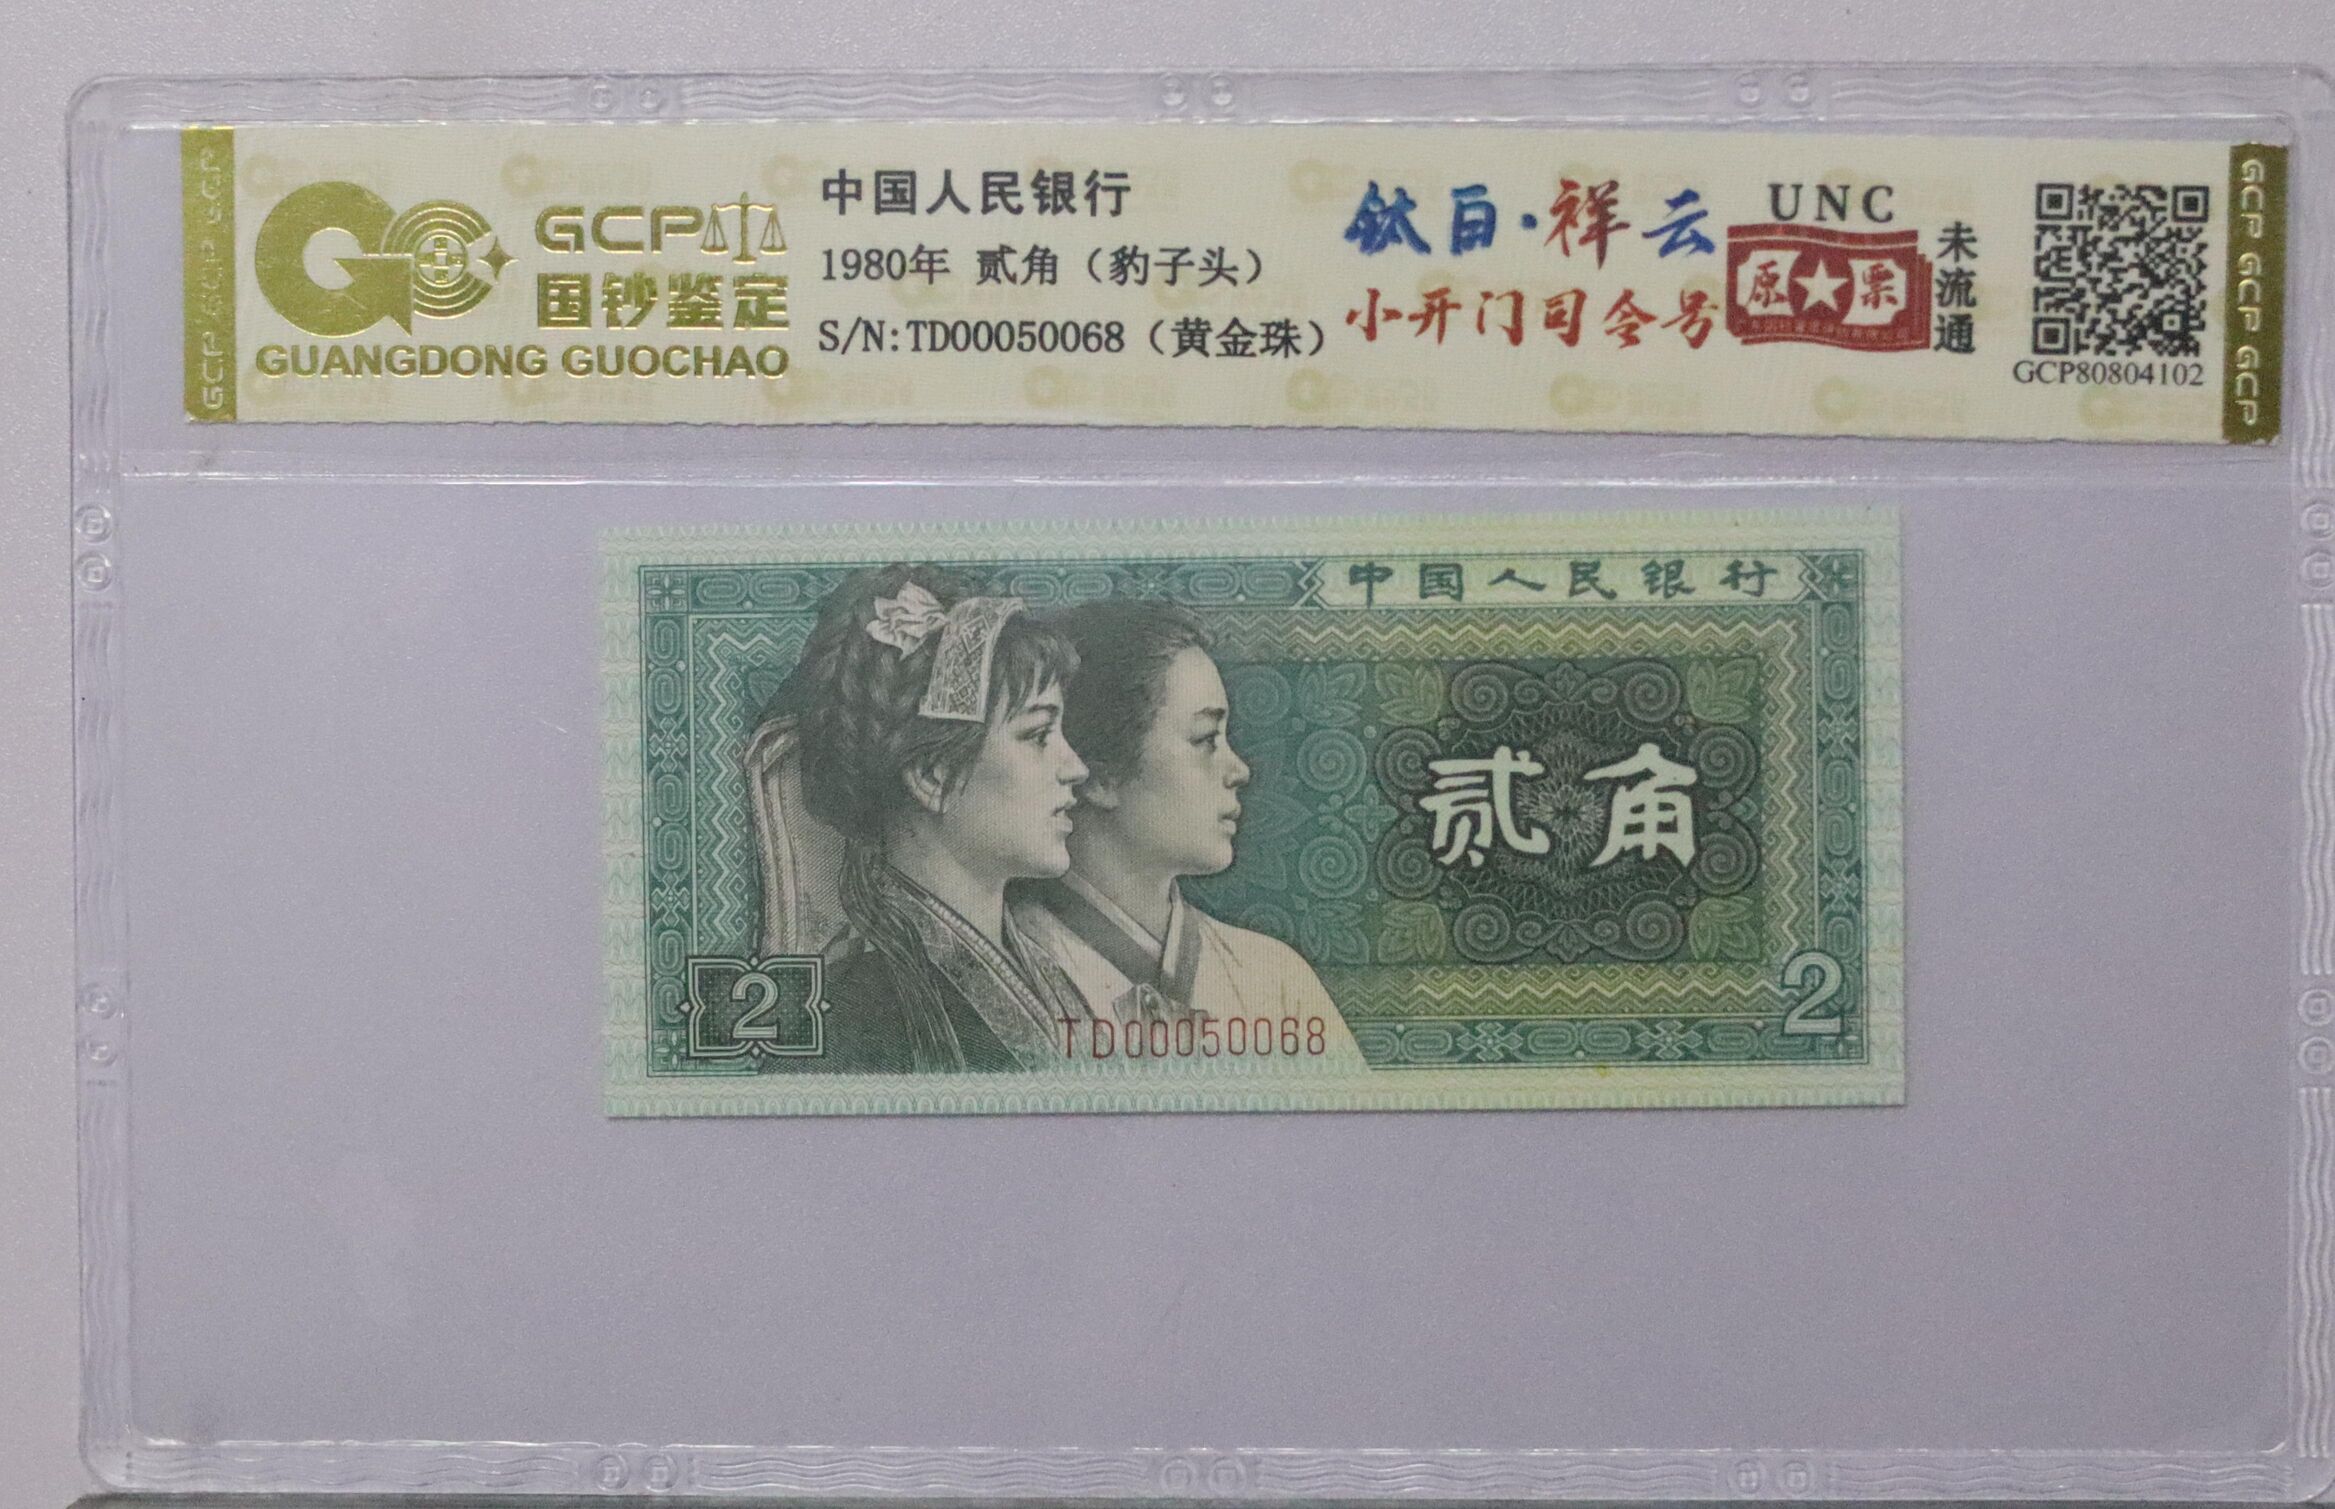 GCP
国钞鉴定
GUANGDONG GUOCHAO
中国人民银行
1980年 贰角（豹子头）
S/N:TD00050068（黄金珠）
钛白·祥云
小开门司令号
UNC
原票
未流通
GCP80804102
GCP GCP GCP
GCP GCP GCP
中国人民银行
贰角
2
2
TD00050068